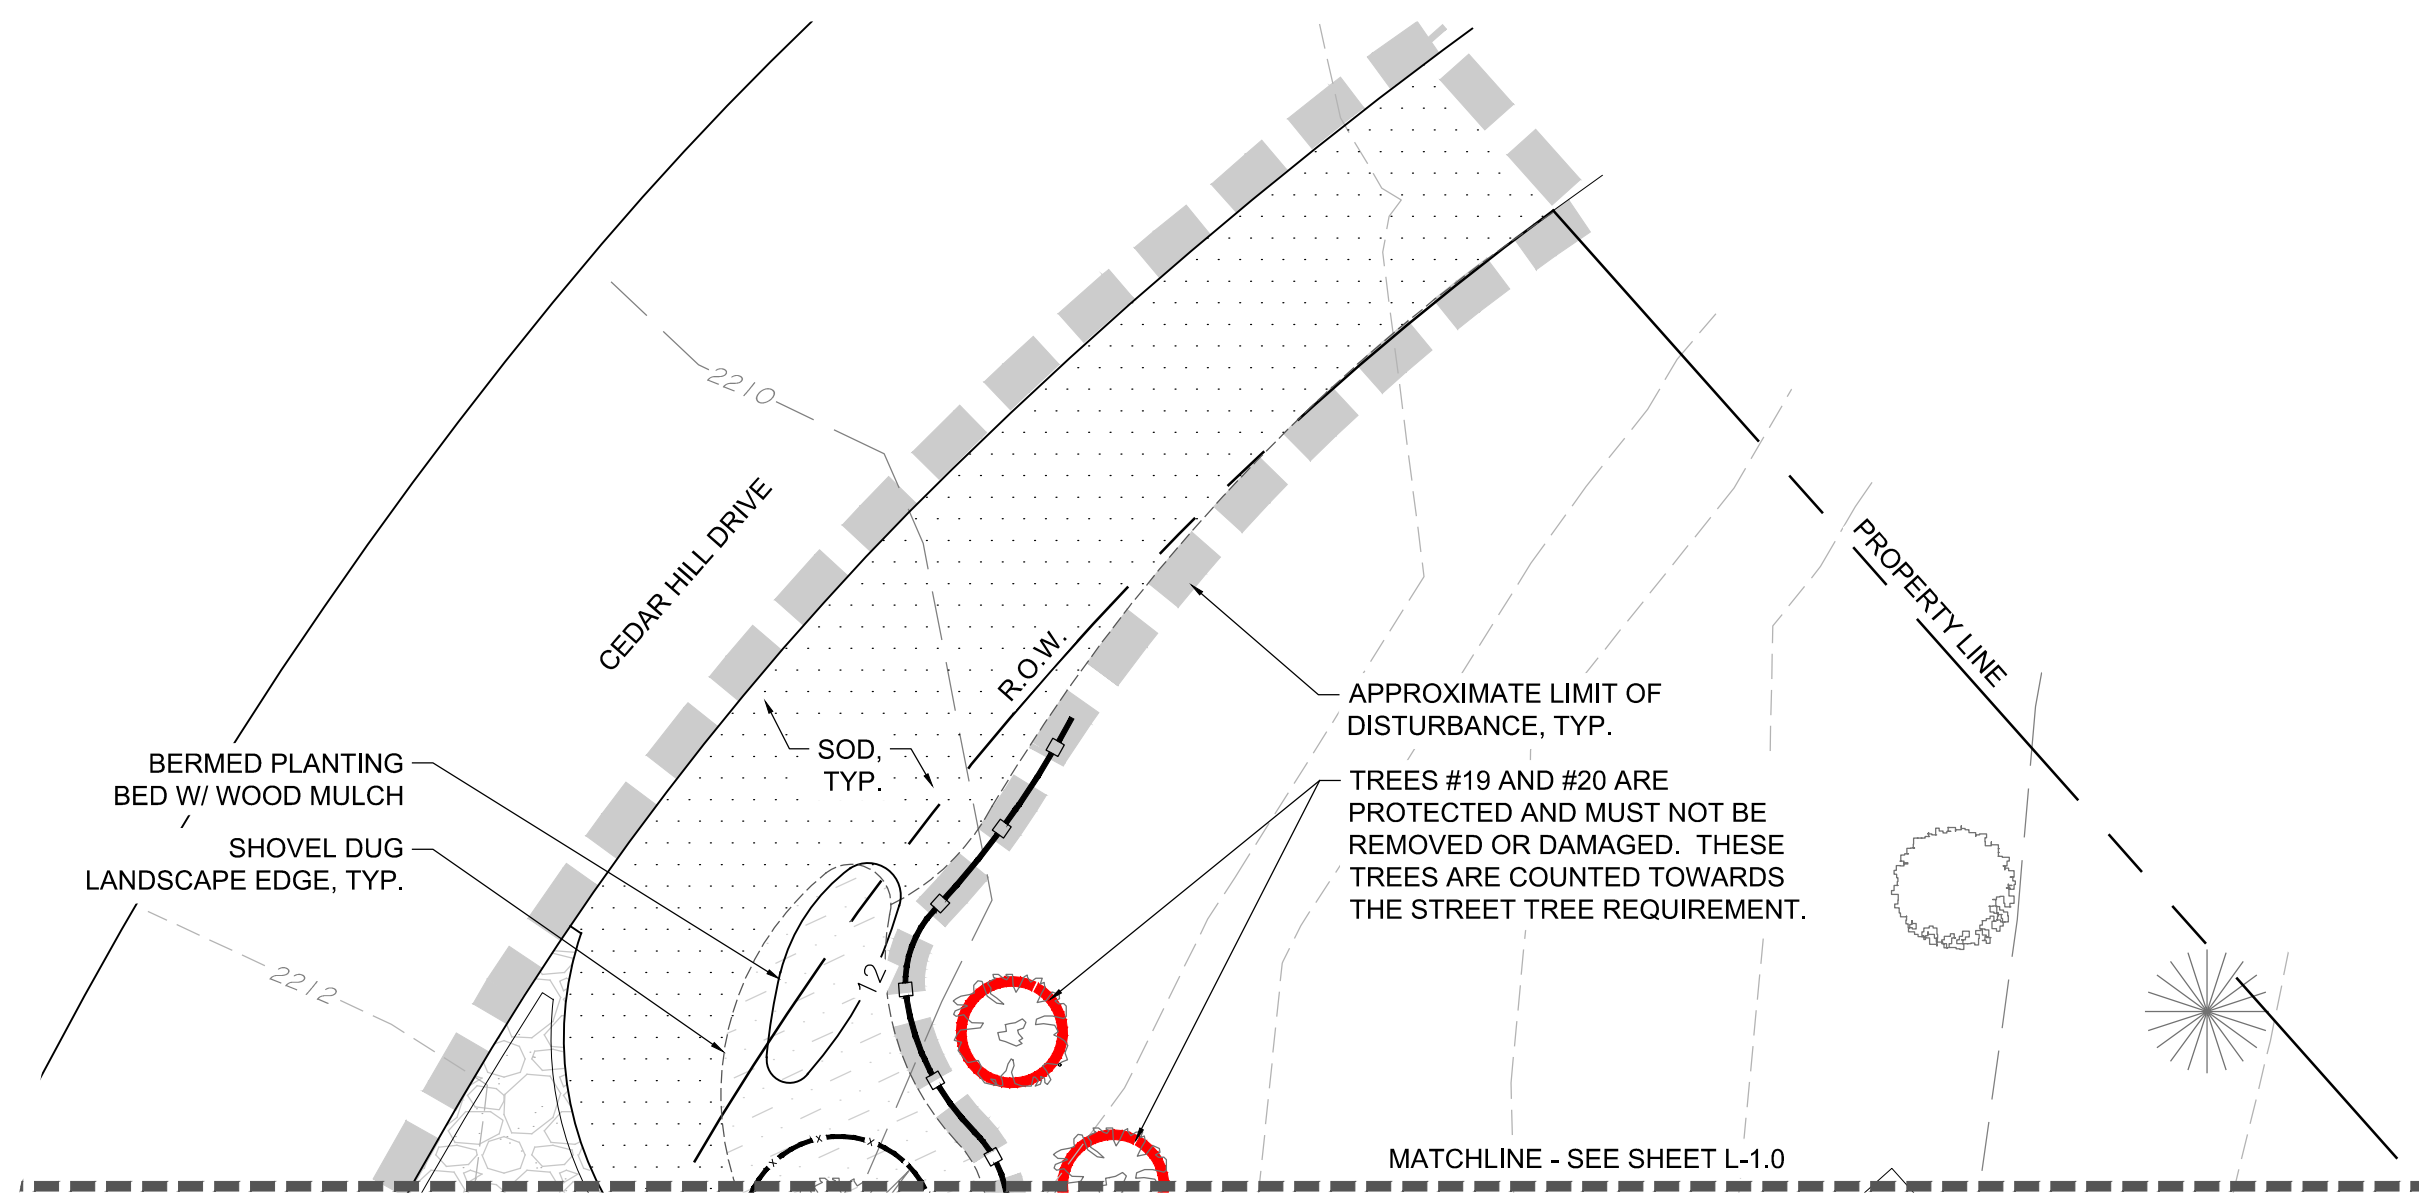 2210
CEDAR HILL DRIVE
PROPERTY LINE
R.O.W.
APPROXIMATE LIMIT OF
DISTURBANCE, TYP.
SOD,
TYP.
BERMED PLANTING
BED W/ WOOD MULCH
SHOVEL DUG
LANDSCAPE EDGE, TYP.
TREES #19 AND #20 ARE
PROTECTED AND MUST NOT BE
REMOVED OR DAMAGED. THESE
TREES ARE COUNTED TOWARDS
THE STREET TREE REQUIREMENT.
2212
12
x x
x
MATCHLINE - SEE SHEET L-1.0